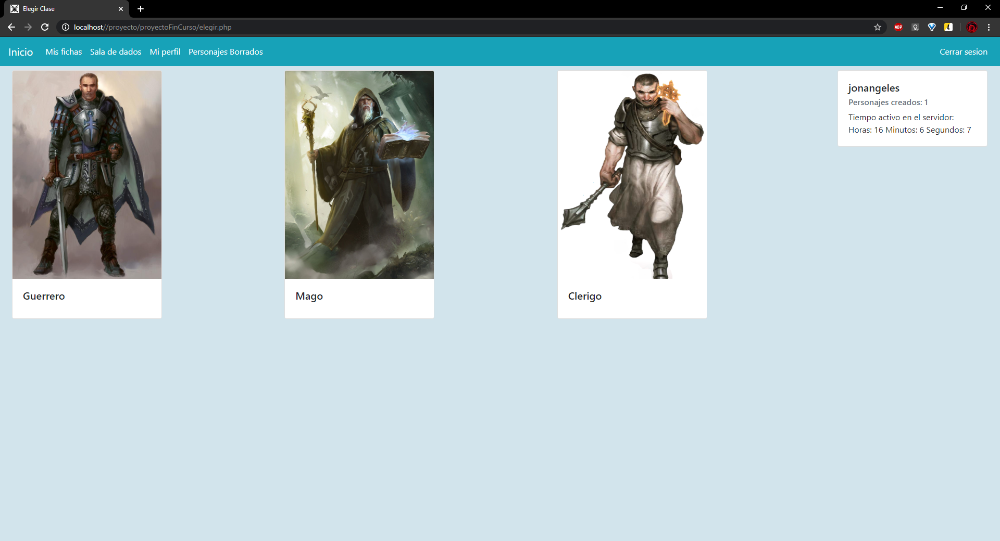 Elegir Clase
localhost//proyecto/proyectoFinCurso/elegir.php
ABP
Inicio Mis fichas Sala de dados Mi perfil Personajes Borrados Cerrar sesion
jonangeles
Personajes creados: 1
Tiempo activo en el servidor:
Horas: 16 Minutos: 6 Segundos: 7
Guerrero
Mago
Clerigo